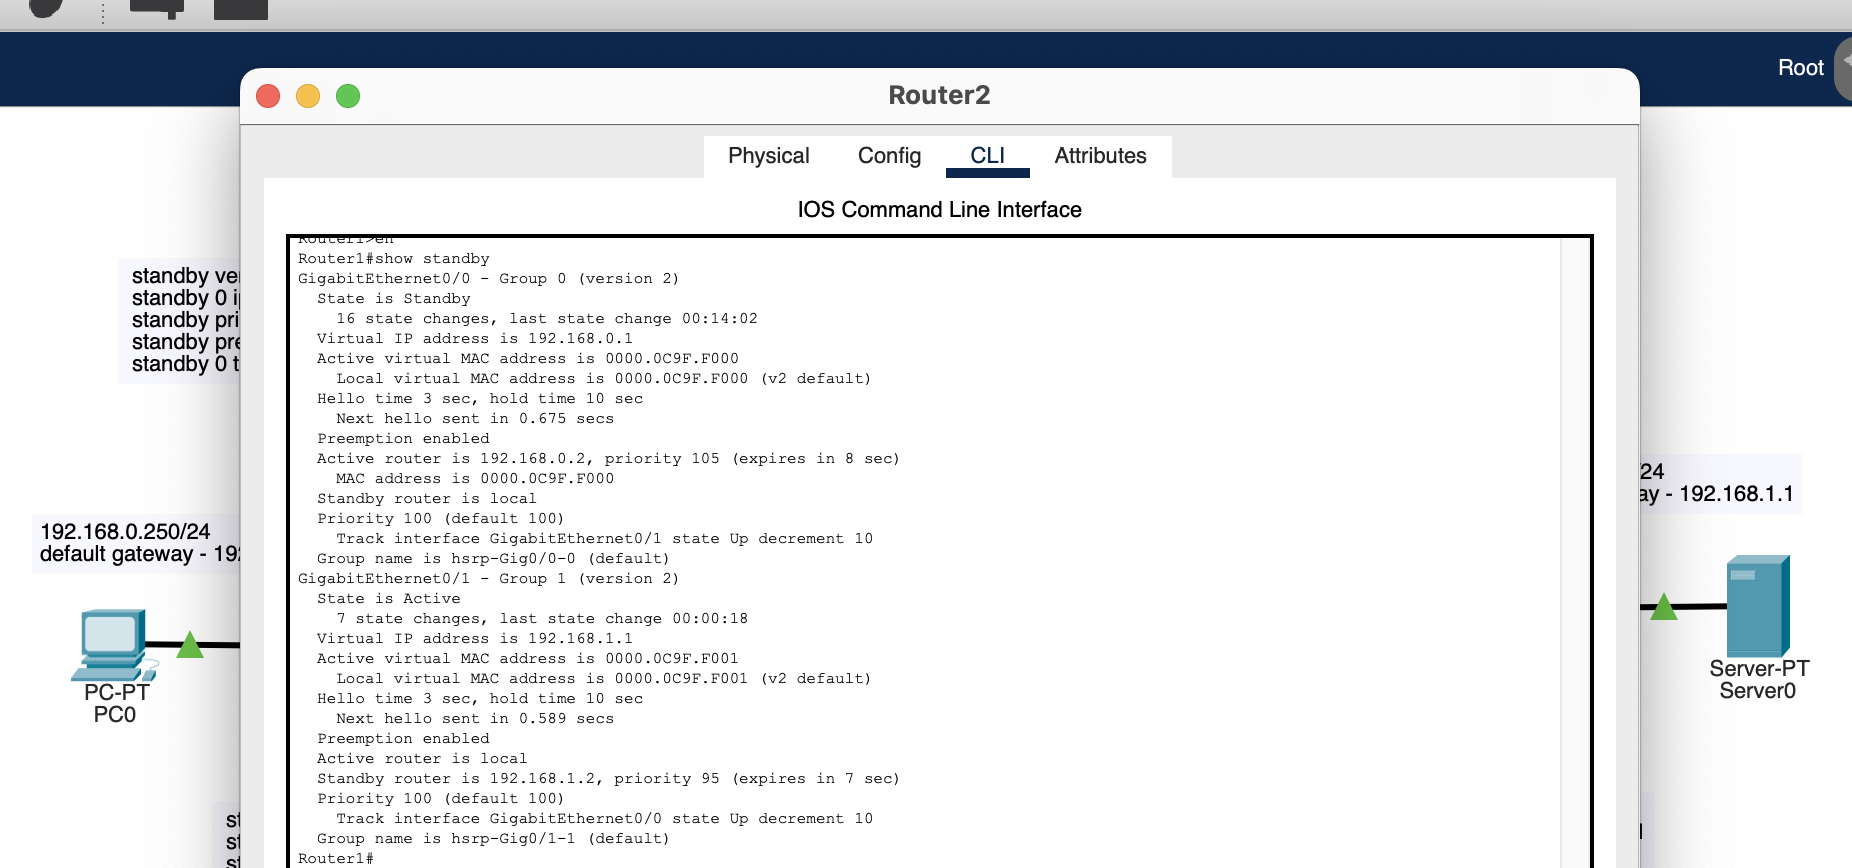 Root
Router2
Physical
Config
CLI
Attributes
IOS Command Line Interface
Router1>en
Router1#show standby
GigabitEthernet0/0 - Group 0 (version 2)
State is Standby
16 state changes, last state change 00:14:02
Virtual IP address is 192.168.0.1
Active virtual MAC address is 0000.0C9F.F000
Local virtual MAC address is 0000.0C9F.F000 (v2 default)
Hello time 3 sec, hold time 10 sec
Next hello sent in 0.675 secs
Preemption enabled
Active router is 192.168.0.2, priority 105 (expires in 8 sec)
MAC address is 0000.0C9F.F000
Standby router is local
Priority 100 (default 100)
Track interface GigabitEthernet0/1 state Up decrement 10
Group name is hsrp-Gig0/0-0 (default)
GigabitEthernet0/1 - Group 1 (version 2)
State is Active
7 state changes, last state change 00:00:18
Virtual IP address is 192.168.1.1
Active virtual MAC address is 0000.0C9F.F001
Local virtual MAC address is 0000.0C9F.F001 (v2 default)
Hello time 3 sec, hold time 10 sec
Next hello sent in 0.589 secs
Preemption enabled
Active router is local
Standby router is 192.168.1.2, priority 95 (expires in 7 sec)
Priority 100 (default 100)
Track interface GigabitEthernet0/0 state Up decrement 10
Group name is hsrp-Gig0/1-1 (default)
Router1#
standby ve
standby 0 i
standby pri
standby pre
standby 0 t
192.168.0.250/24
default gateway - 19
PC-PT
PC0
st
st
st
24
ay - 192.168.1.1
Server-PT
Server0